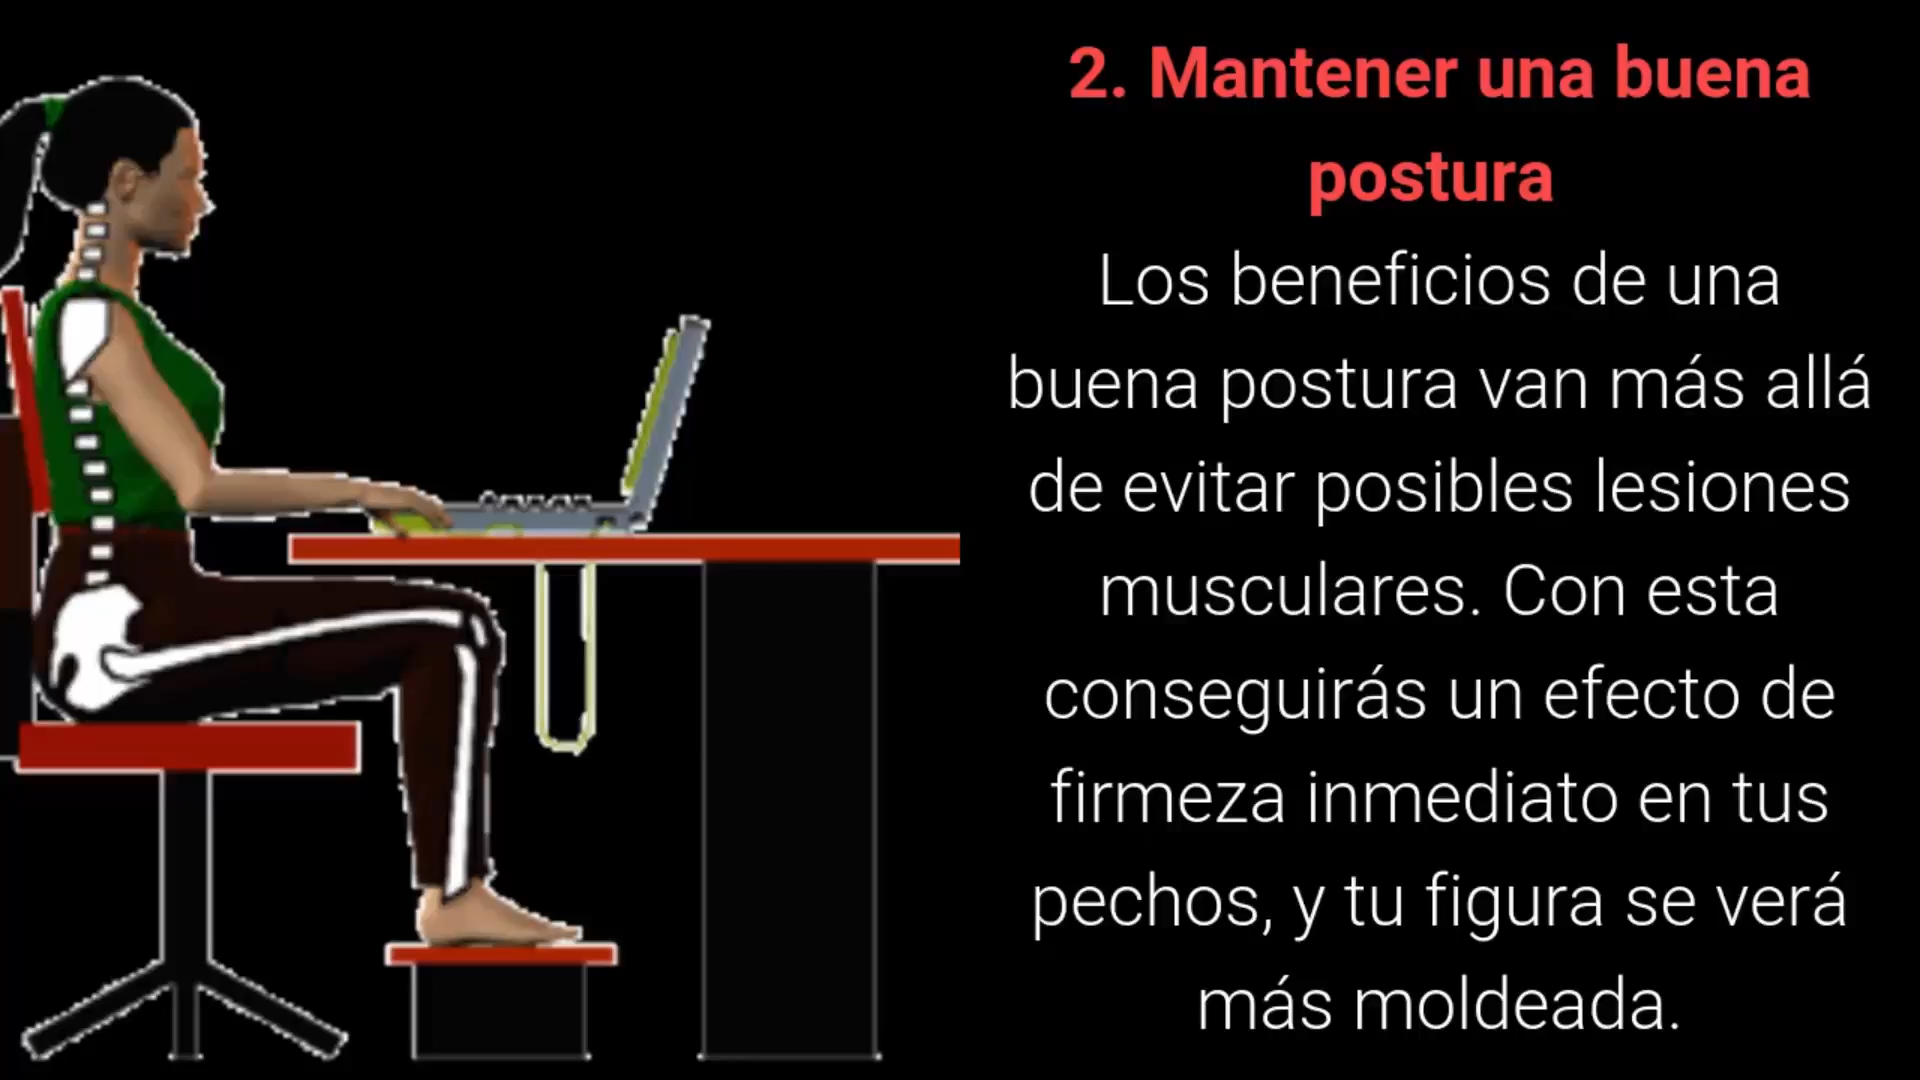 2. Mantener una buena
postura
Los beneficios de una
buena postura van más allá
de evitar posibles lesiones
musculares. Con esta
conseguirás un efecto de
firmeza inmediato en tus
pechos, y tu figura se verá
más moldeada.